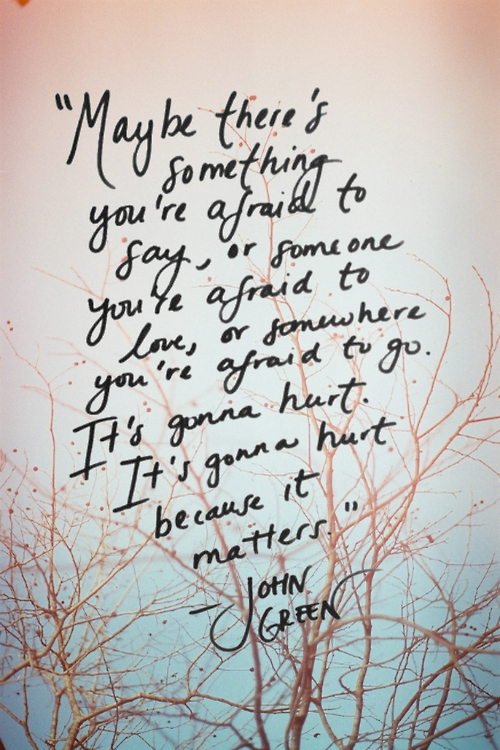 "Maybe there's
something
you're afraid to
say, or someone
you're afraid to
love, or somewhere
you're afraid to go.
It's gonna hurt.
It's gonna hurt
because it
matters."
- JOHN
GREEN